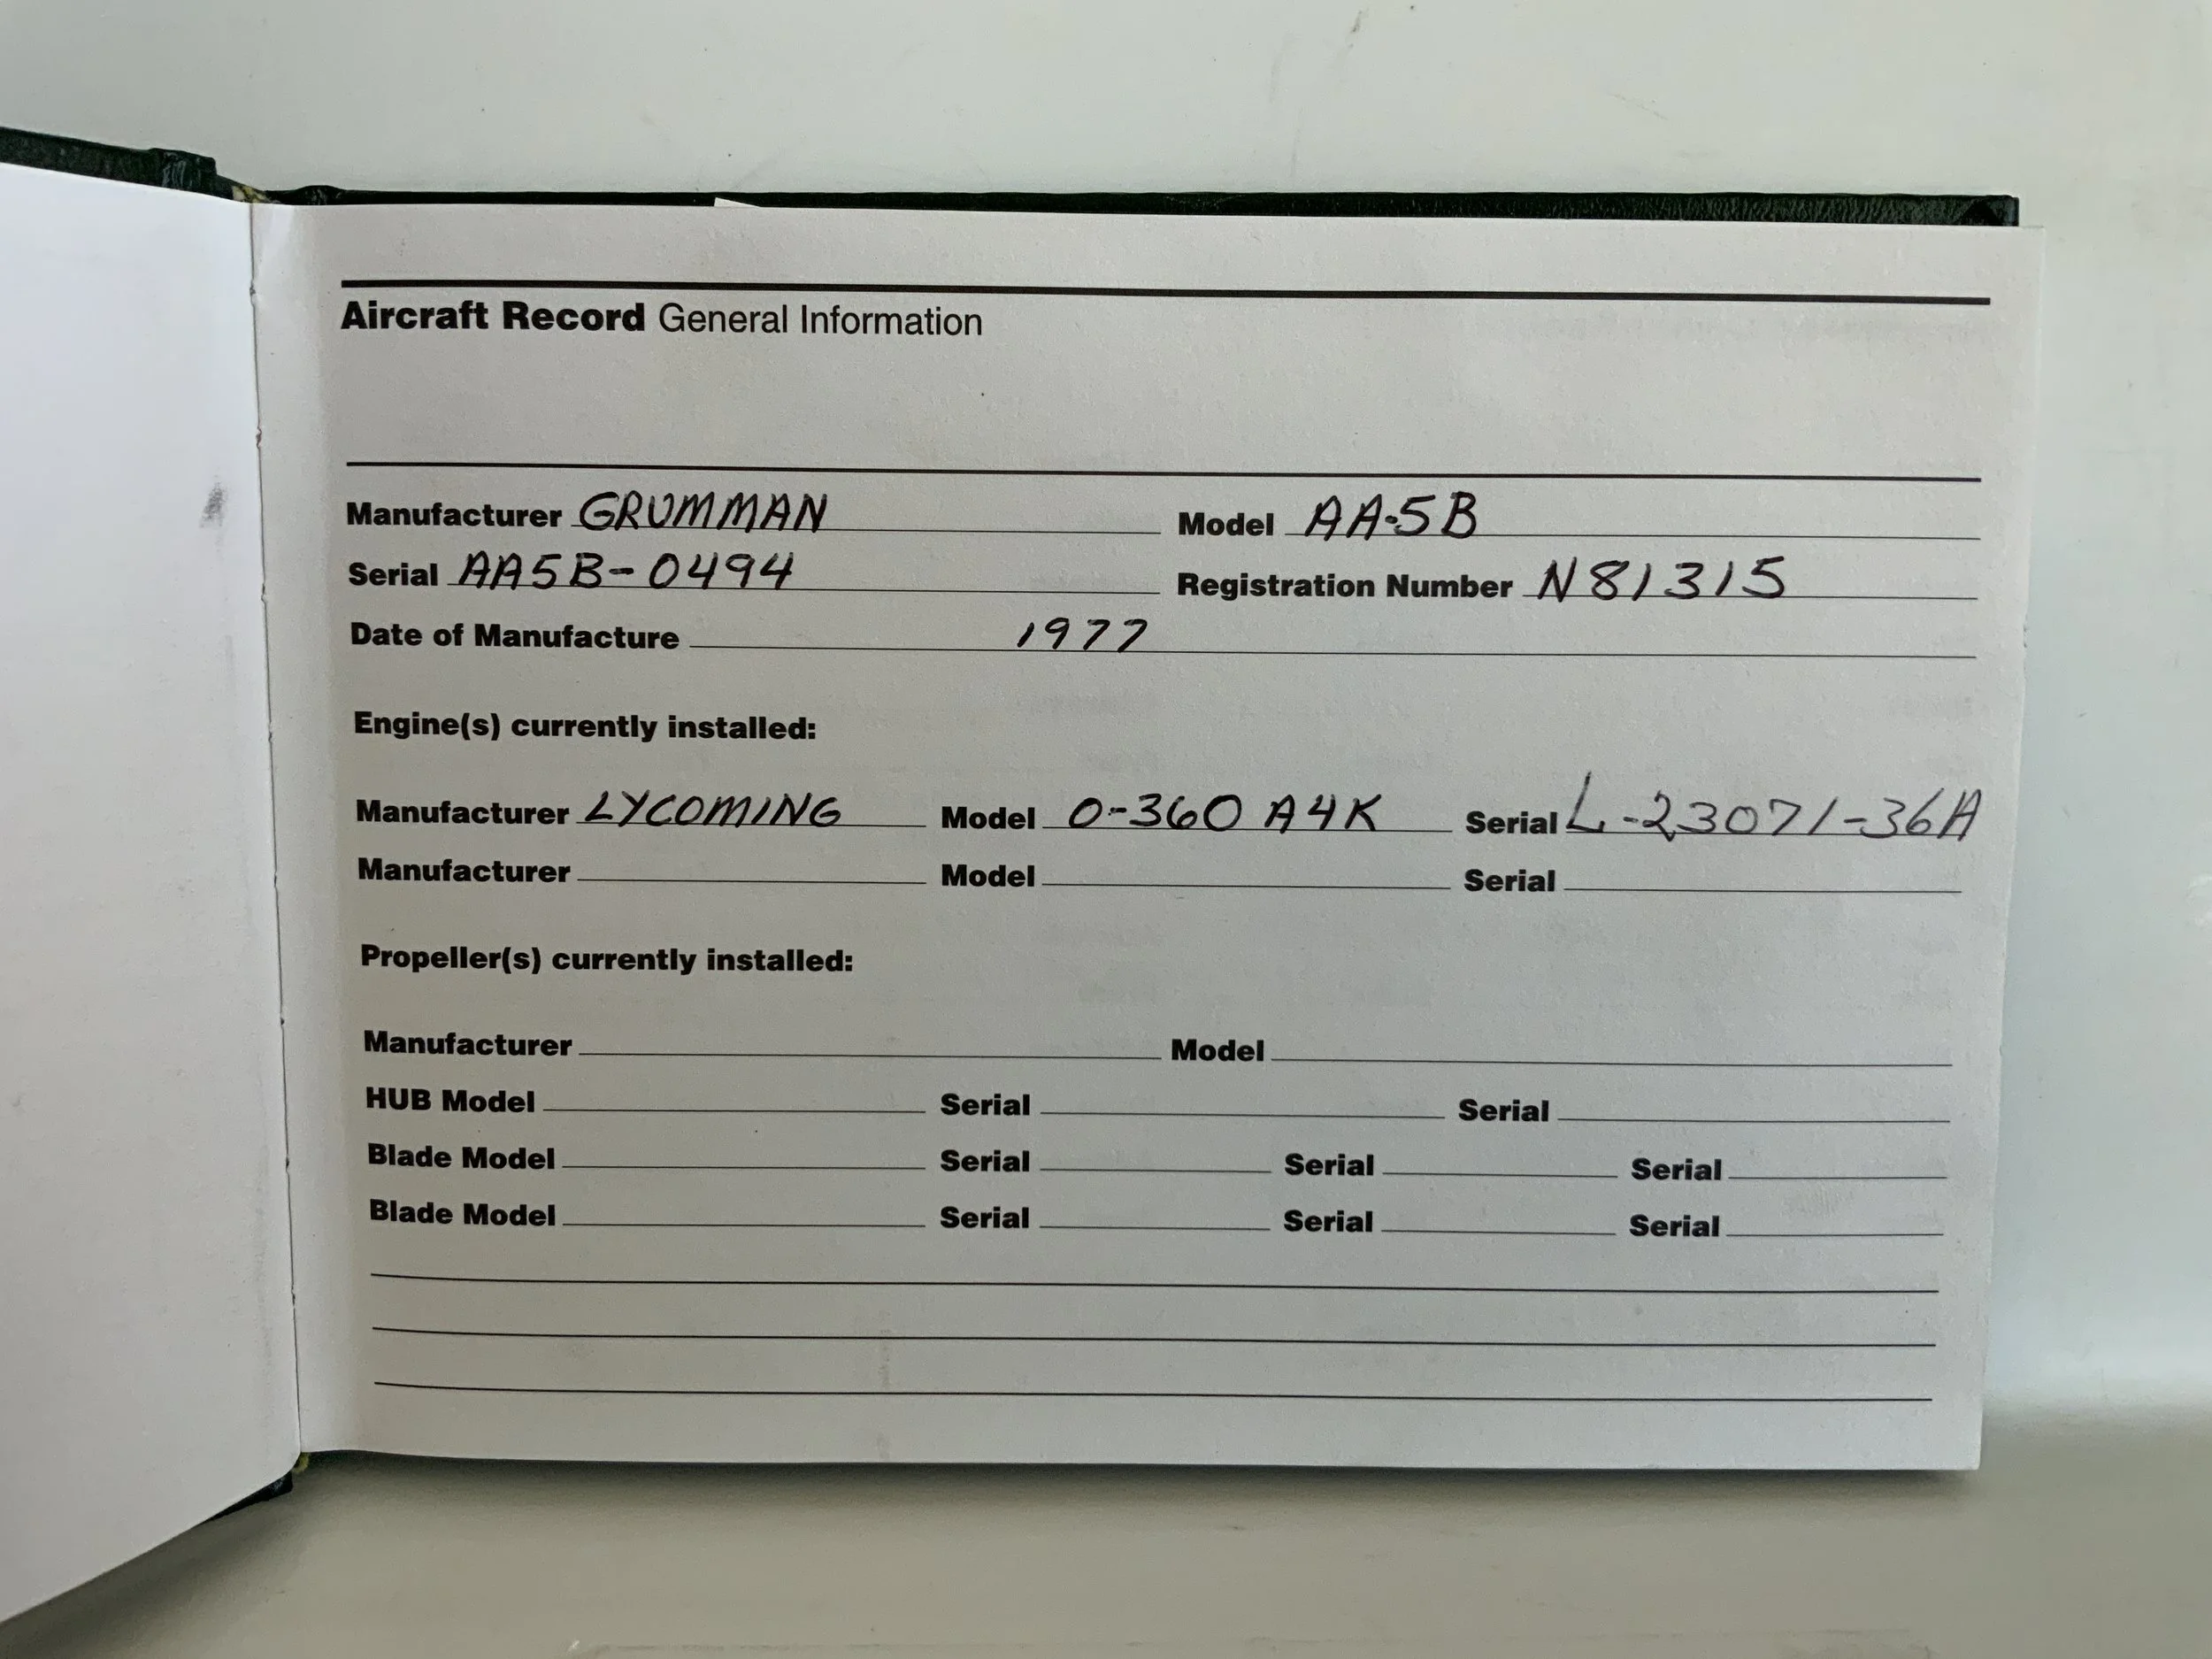 Aircraft Record General Information
Manufacturer GRUMMAN Model AA-5B
Serial AA5B-0494 Registration Number N81315
Date of Manufacture 1977
Engine(s) currently installed:
Manufacturer LYCOMING Model O-360 A4K Serial L-23071-36A
Manufacturer Model Serial
Propeller(s) currently installed:
Manufacturer Model
HUB Model Serial Serial
Blade Model Serial Serial Serial
Blade Model Serial Serial Serial